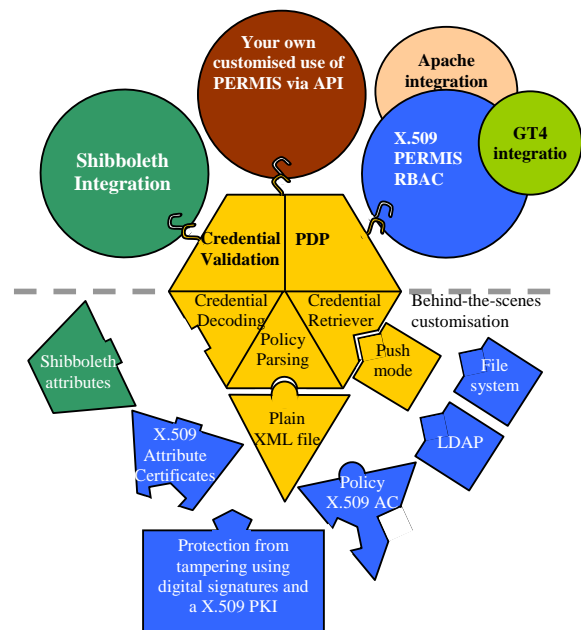 Your own
customised use of
PERMIS via API
Apache
integration
Shibboleth
Integration
X.509
PERMIS
RBAC
GT4
integratio
Credential
Validation
PDP
Credential
Decoding
Credential
Retriever
Policy
Parsing
Behind-the-scenes
customisation
Push
mode
File
system
Shibboleth
attributes
Plain
XML file
LDAP
X.509
Attribute
Certificates
Policy
X.509 AC
Protection from
tampering using
digital signatures and
a X.509 PKI